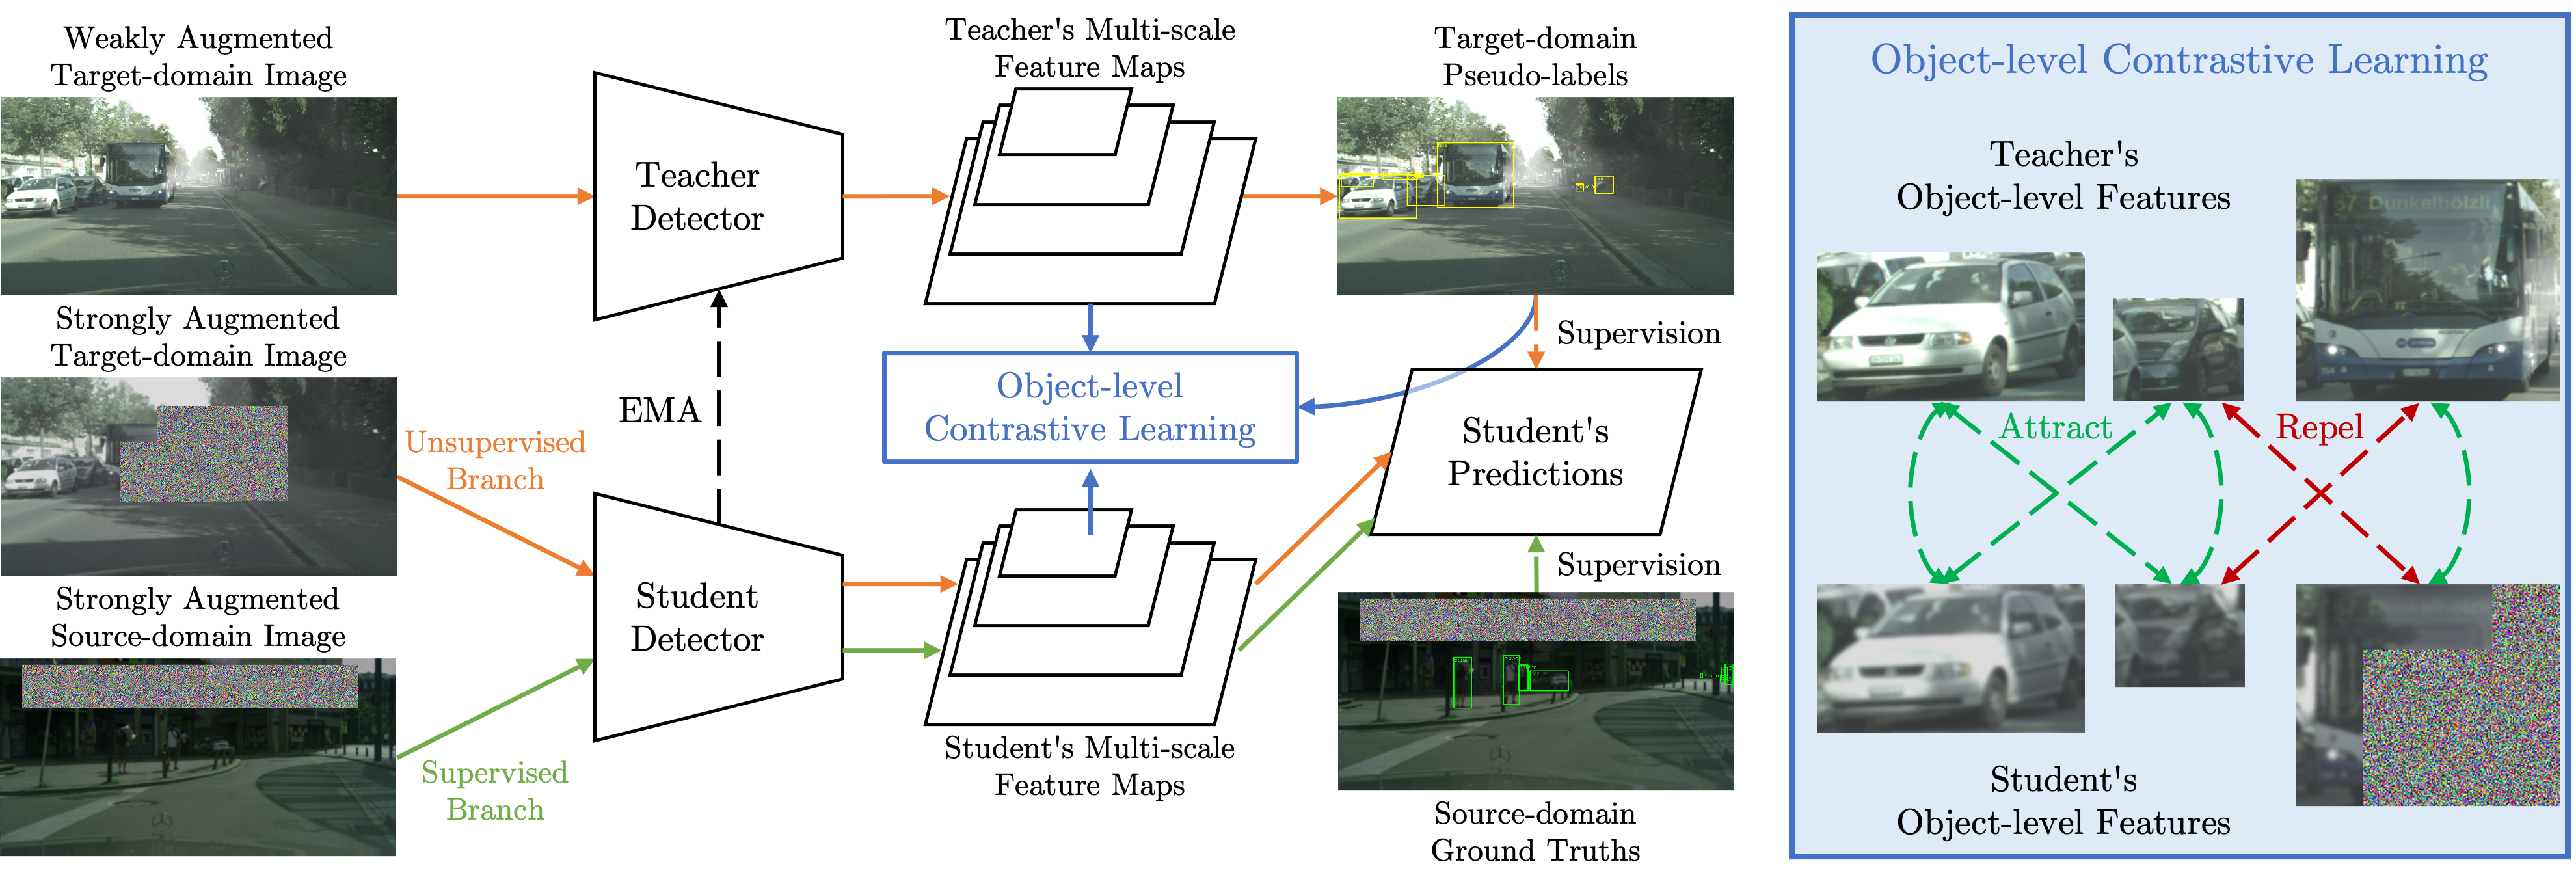 Weakly Augmented
Target-domain Image
Strongly Augmented
Target-domain Image
Strongly Augmented
Source-domain Image
Unsupervised
Branch
Supervised
Branch
Teacher
Detector
EMA
Student
Detector
Teacher's Multi-scale
Feature Maps
Object-level
Contrastive Learning
Student's Multi-scale
Feature Maps
Target-domain
Pseudo-labels
Supervision
Student's
Predictions
Supervision
Source-domain
Ground Truths
Object-level Contrastive Learning
Teacher's
Object-level Features
67 Dunkelhölzli
254
Attract
Repel
Student's
Object-level Features